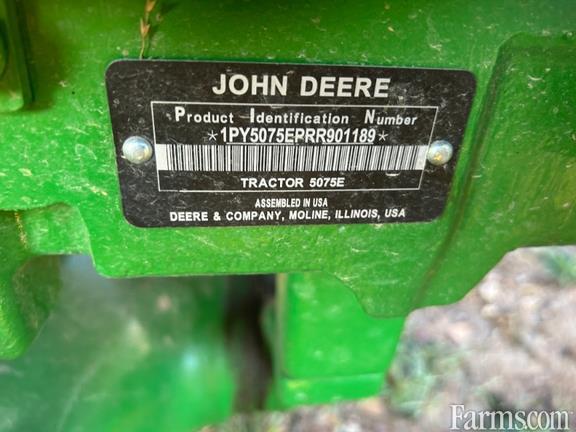 JOHN DEERE
Product Identification Number
*1PY5075EPRR901189*
TRACTOR 5075E
ASSEMBLED IN USA
DEERE & COMPANY, MOLINE, ILLINOIS, USA
Farms.com